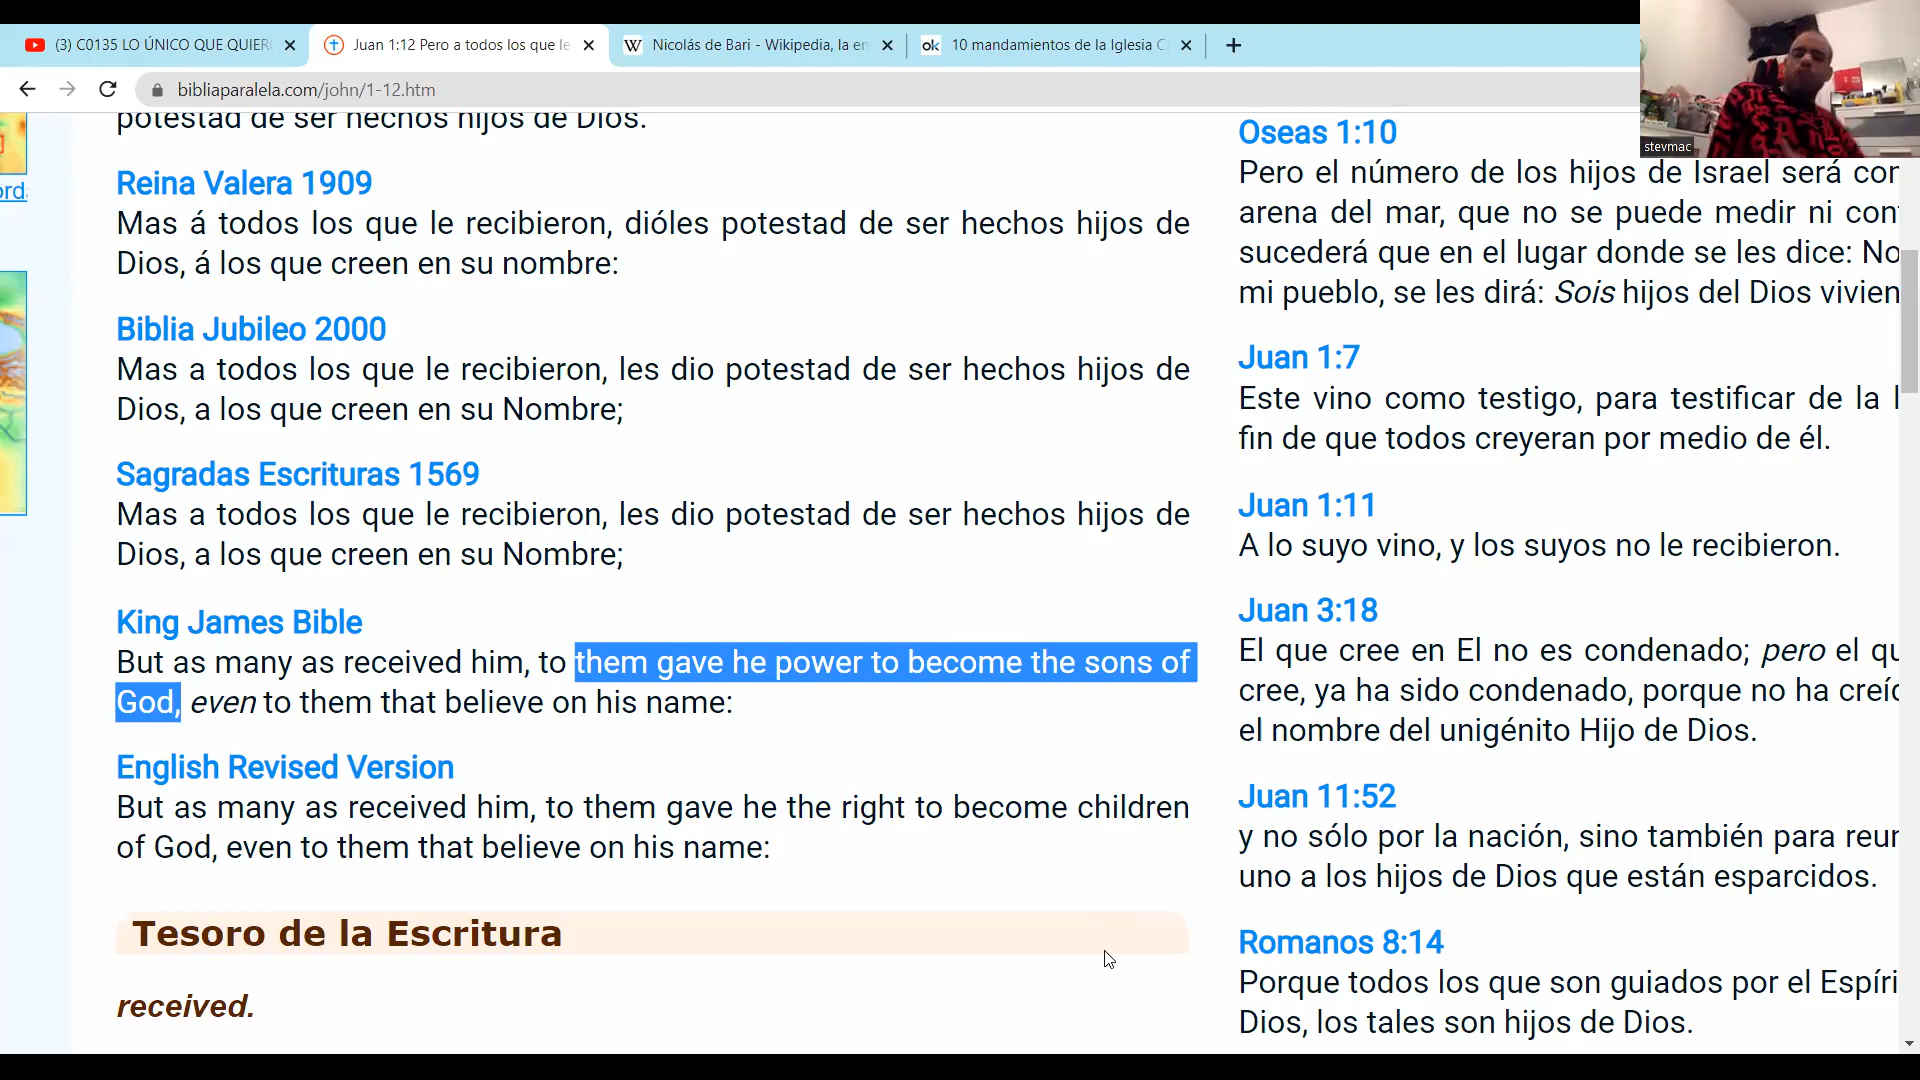 (3) C0135 LO ÚNICO QUE QUIER
Juan 1:12 Pero a todos los que le
Nicolás de Bari - Wikipedia, la en
10 mandamientos de la Iglesia C
bibliaparalela.com/john/1-12.htm
stevmac
potestad de ser hechos hijos de Dios.
Reina Valera 1909
Mas á todos los que le recibieron, dióles potestad de ser hechos hijos de
Dios, á los que creen en su nombre:
Biblia Jubileo 2000
Mas a todos los que le recibieron, les dio potestad de ser hechos hijos de
Dios, a los que creen en su Nombre;
Sagradas Escrituras 1569
Mas a todos los que le recibieron, les dio potestad de ser hechos hijos de
Dios, a los que creen en su Nombre;
King James Bible
But as many as received him, to them gave he power to become the sons of
God, even to them that believe on his name:
English Revised Version
But as many as received him, to them gave he the right to become children
of God, even to them that believe on his name:
Tesoro de la Escritura
received.
Oseas 1:10
Pero el número de los hijos de Israel será
arena del mar, que no se puede medir ni
sucederá que en el lugar donde se les dice: No
mi pueblo, se les dirá: Sois hijos del Dios
Juan 1:7
Este vino como testigo, para testificar de la
fin de que todos creyeran por medio de él.
Juan 1:11
A lo suyo vino, y los suyos no le recibieron.
Juan 3:18
El que cree en El no es condenado; pero el
cree, ya ha sido condenado, porque no ha
el nombre del unigénito Hijo de Dios.
Juan 11:52
y no sólo por la nación, sino también para
uno a los hijos de Dios que están esparcidos.
Romanos 8:14
Porque todos los que son guiados por el
Dios, los tales son hijos de Dios.